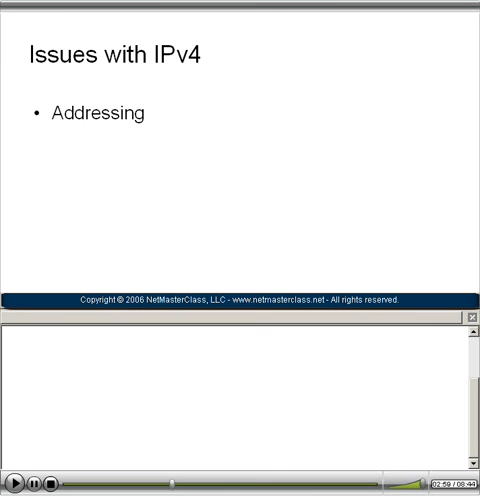 Issues with IPv4
• Addressing
Copyright © 2006 NetMasterClass, LLC - www.netmasterclass.net - All rights reserved.
02:59 / 08:44